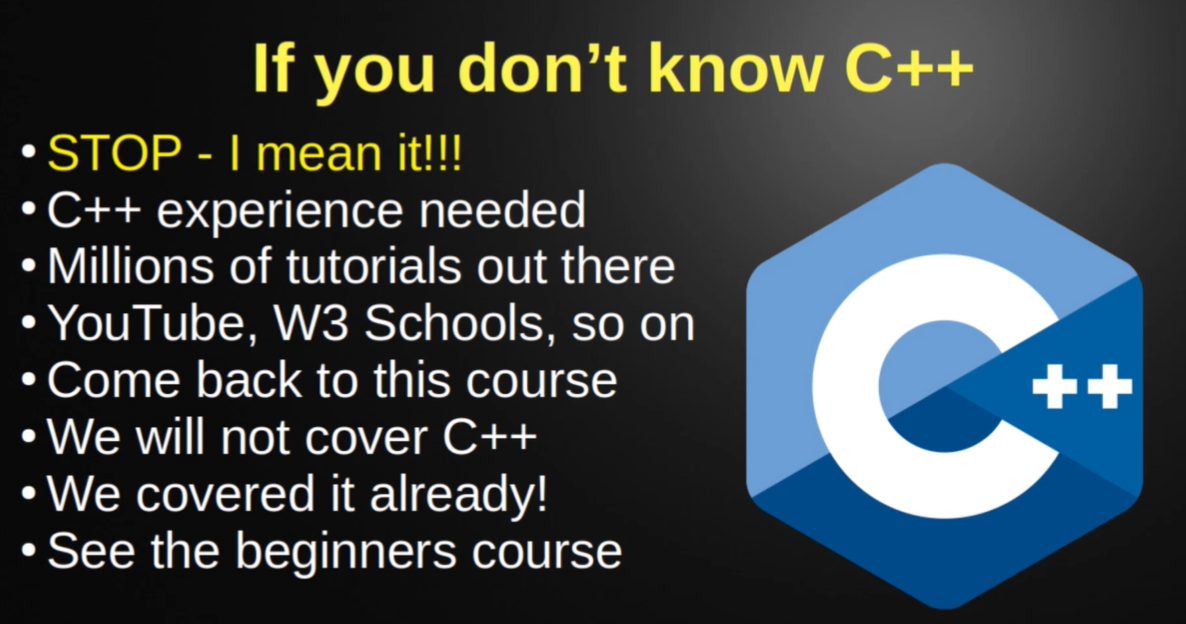 If you don’t know C++
• STOP - I mean it!!!
• C++ experience needed
• Millions of tutorials out there
• YouTube, W3 Schools, so on
• Come back to this course
• We will not cover C++
• We covered it already!
• See the beginners course
C++